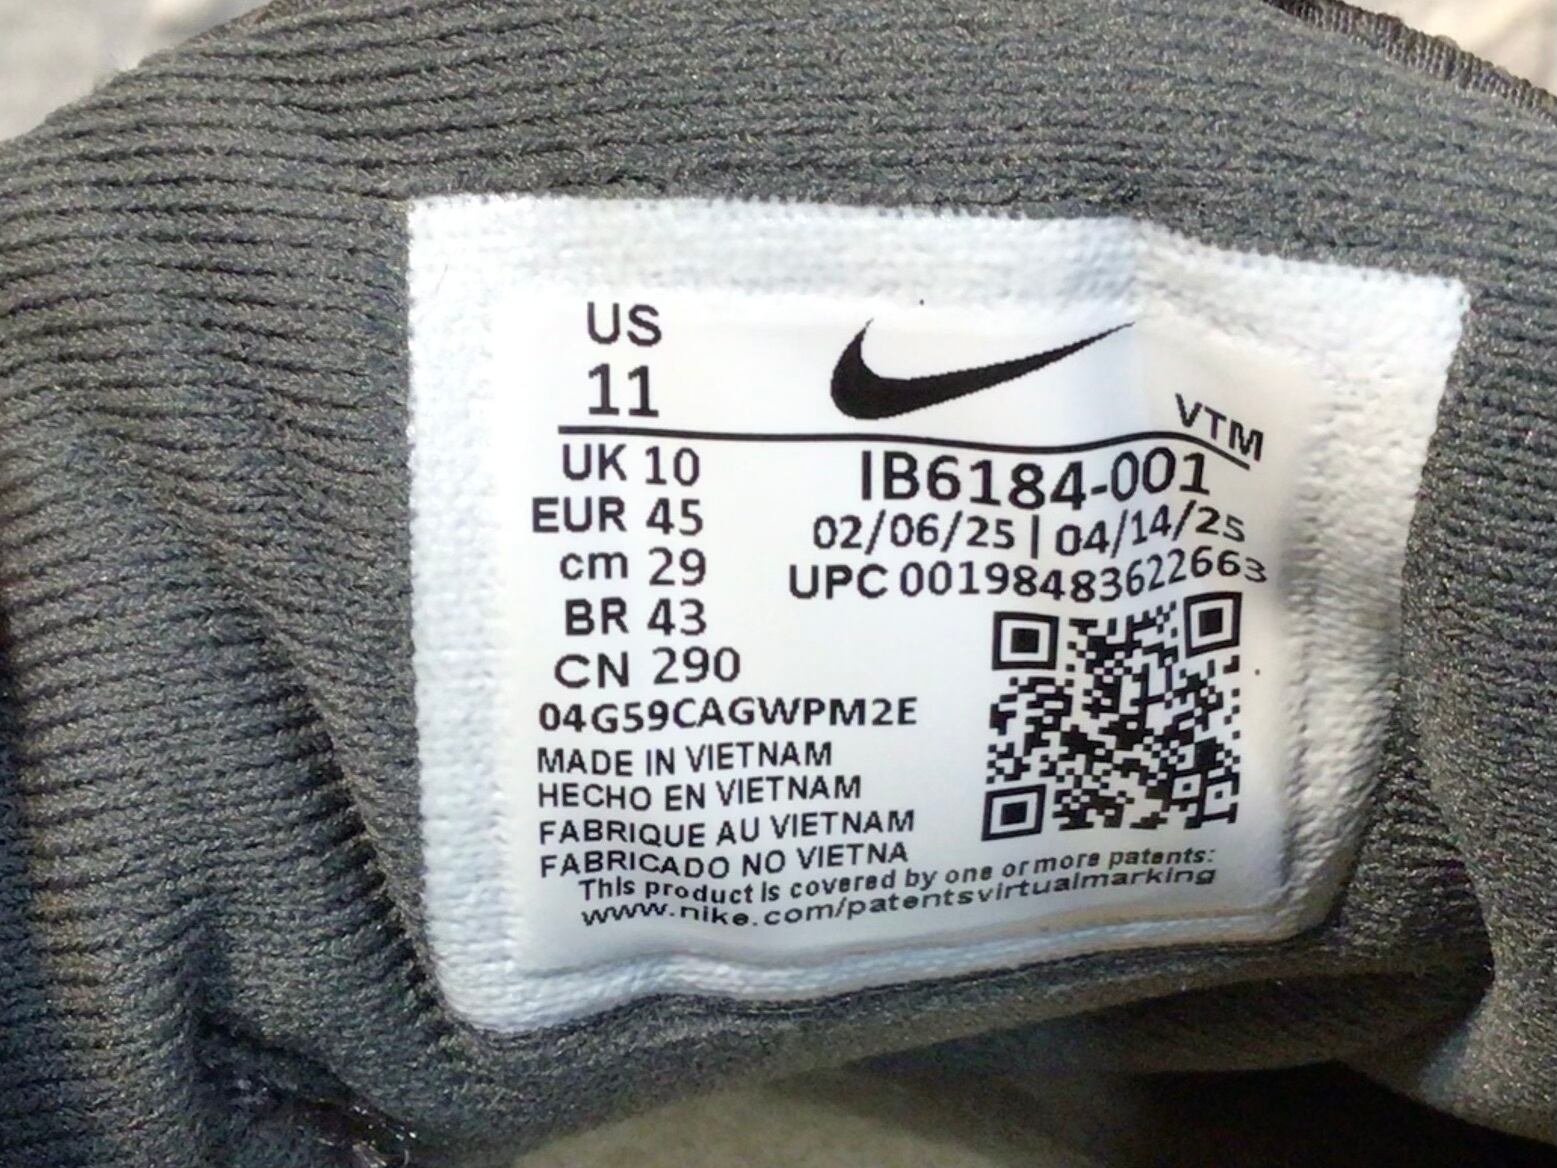 US
11
VTM
UK 10
EUR 45
cm 29
BR 43
CN 290
IB6184-001
02/06/25 | 04/14/25
UPC 00198483622663
04G59CAGWPM2E
MADE IN VIETNAM
HECHO EN VIETNAM
FABRIQUE AU VIETNAM
FABRICADO NO VIETNA
This product is covered by one or more patents:
www.nike.com/patentsvirtualmarking